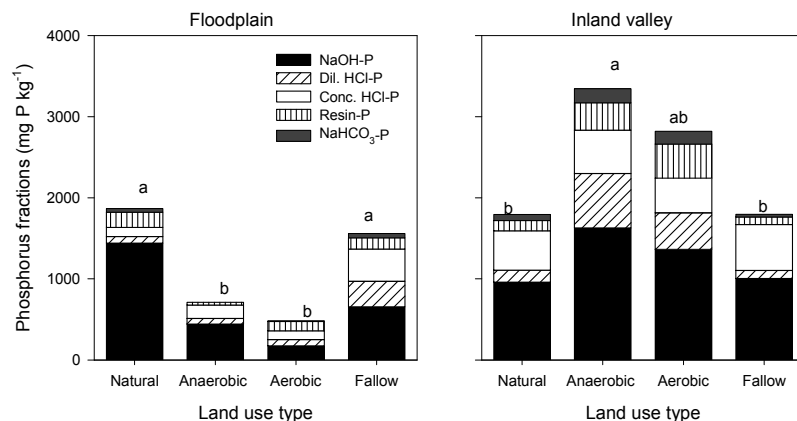 Floodplain
Inland valley
Phosphorus fractions (mg P kg⁻¹)
4000
3000
2000
1000
0
NaOH-P
Dil. HCl-P
Conc. HCl-P
Resin-P
NaHCO₃-P
a
b
b
a
b
a
ab
b
Natural Anaerobic Aerobic Fallow
Natural Anaerobic Aerobic Fallow
Land use type
Land use type